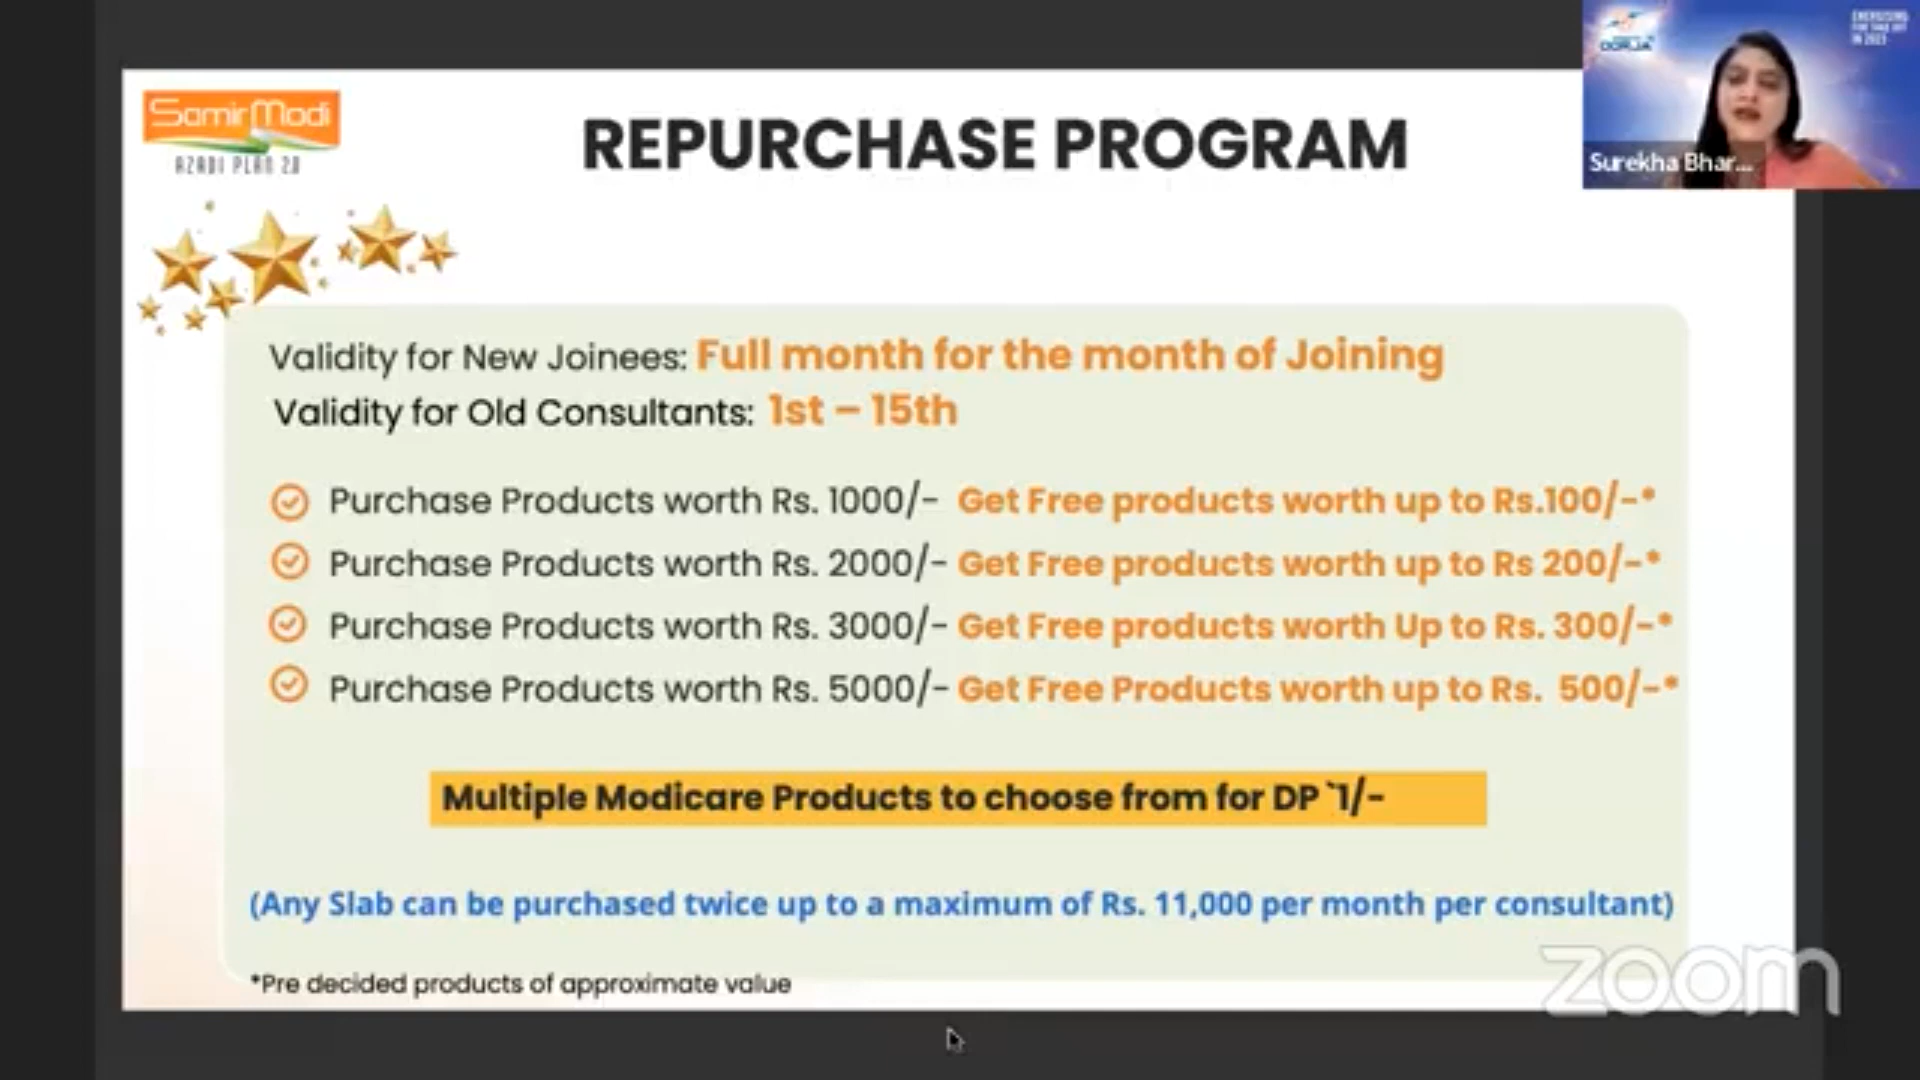 Samir Modi
AZADI PLAN 2.0
REPURCHASE PROGRAM
Surekha Bhar...
Validity for New Joinees: Full month for the month of Joining
Validity for Old Consultants: 1st – 15th
Purchase Products worth Rs. 1000/- Get Free products worth up to Rs.100/-*
Purchase Products worth Rs. 2000/- Get Free products worth up to Rs 200/-*
Purchase Products worth Rs. 3000/- Get Free products worth Up to Rs. 300/-*
Purchase Products worth Rs. 5000/- Get Free Products worth up to Rs. 500/-*
Multiple Modicare Products to choose from for DP `1/-
(Any Slab can be purchased twice up to a maximum of Rs. 11,000 per month per consultant)
*Pre decided products of approximate value
zoom